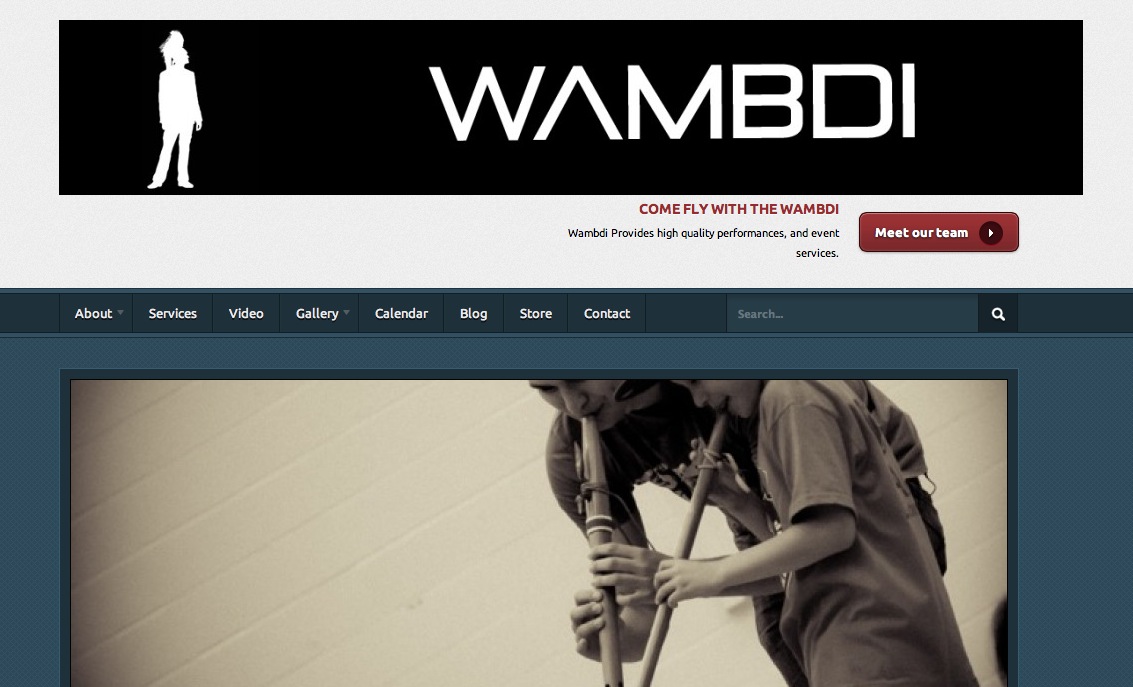 WAMBDI
COME FLY WITH THE WAMBDI
Wambdi Provides high quality performances, and event
services.
Meet our team
About Services Video Gallery Calendar Blog Store Contact Search...